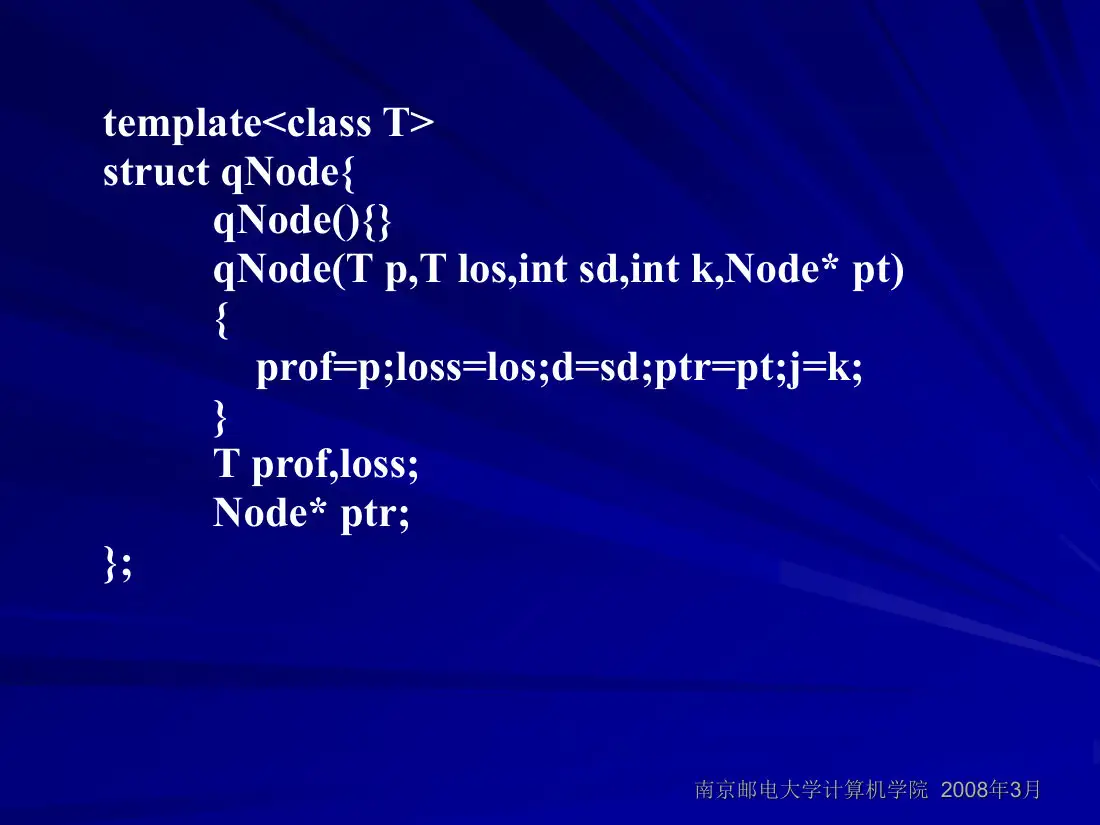 template<class T>
struct qNode{
qNode(){}
qNode(T p,T los,int sd,int k,Node* pt)
{
prof=p;loss=los;d=sd;ptr=pt;j=k;
}
T prof,loss;
Node* ptr;
};
南京邮电大学计算机学院 2008年3月